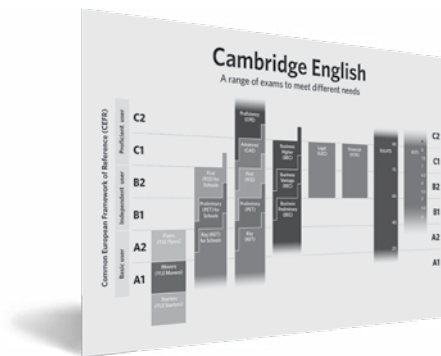 Cambridge English
A range of exams to meet different needs
Common European Framework of Reference (CEFR)
Proficient user
Independent user
Basic user
C2
C1
B2
B1
A2
A1
Flyers
(YLE Flyers)
Movers
(YLE Movers)
Starters
(YLE Starters)
First
(FCE) for
Schools
Preliminary
(PET) for
Schools
Key (KET)
for Schools
Proficiency
(CPE)
Advanced
(CAE)
First
(FCE)
Preliminary
(PET)
Key
(KET)
Business
Higher
(BEC)
Business
Vantage
(BEC)
Business
Preliminary
(BEC)
Legal
(ILEC)
Financial
(ICFE)
BULATS
IELTS
C2
C1
B2
B1
A2
A1